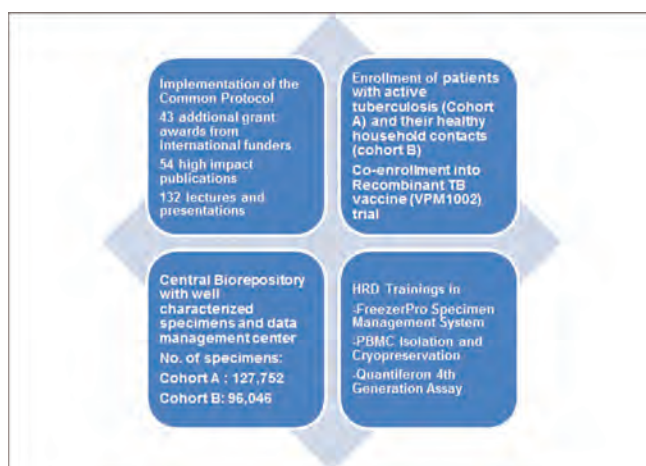 Implementation of the
Common Protocol
43 addtional grant
awards from
International funders
54 high impact
publications
132 lectures and
presentations
Enrollment of patients
with active
tuberculosis (Cohort
A) and their healthy
household contacts
(cohort B)
Co-enrollment into
Recombinant TB
vaccine (VPM1002)
trial
Central Biorepository
with well
characterized
specimens and data
management center
No. of specimens:
Cohort A : 127,752
Cohort B: 96,046
HRD Trainings in
-FreezerPro Specimen
Management System
-PBMC Isolation and
Cryopreservation
-Quantiferon 4th
Generation Assay